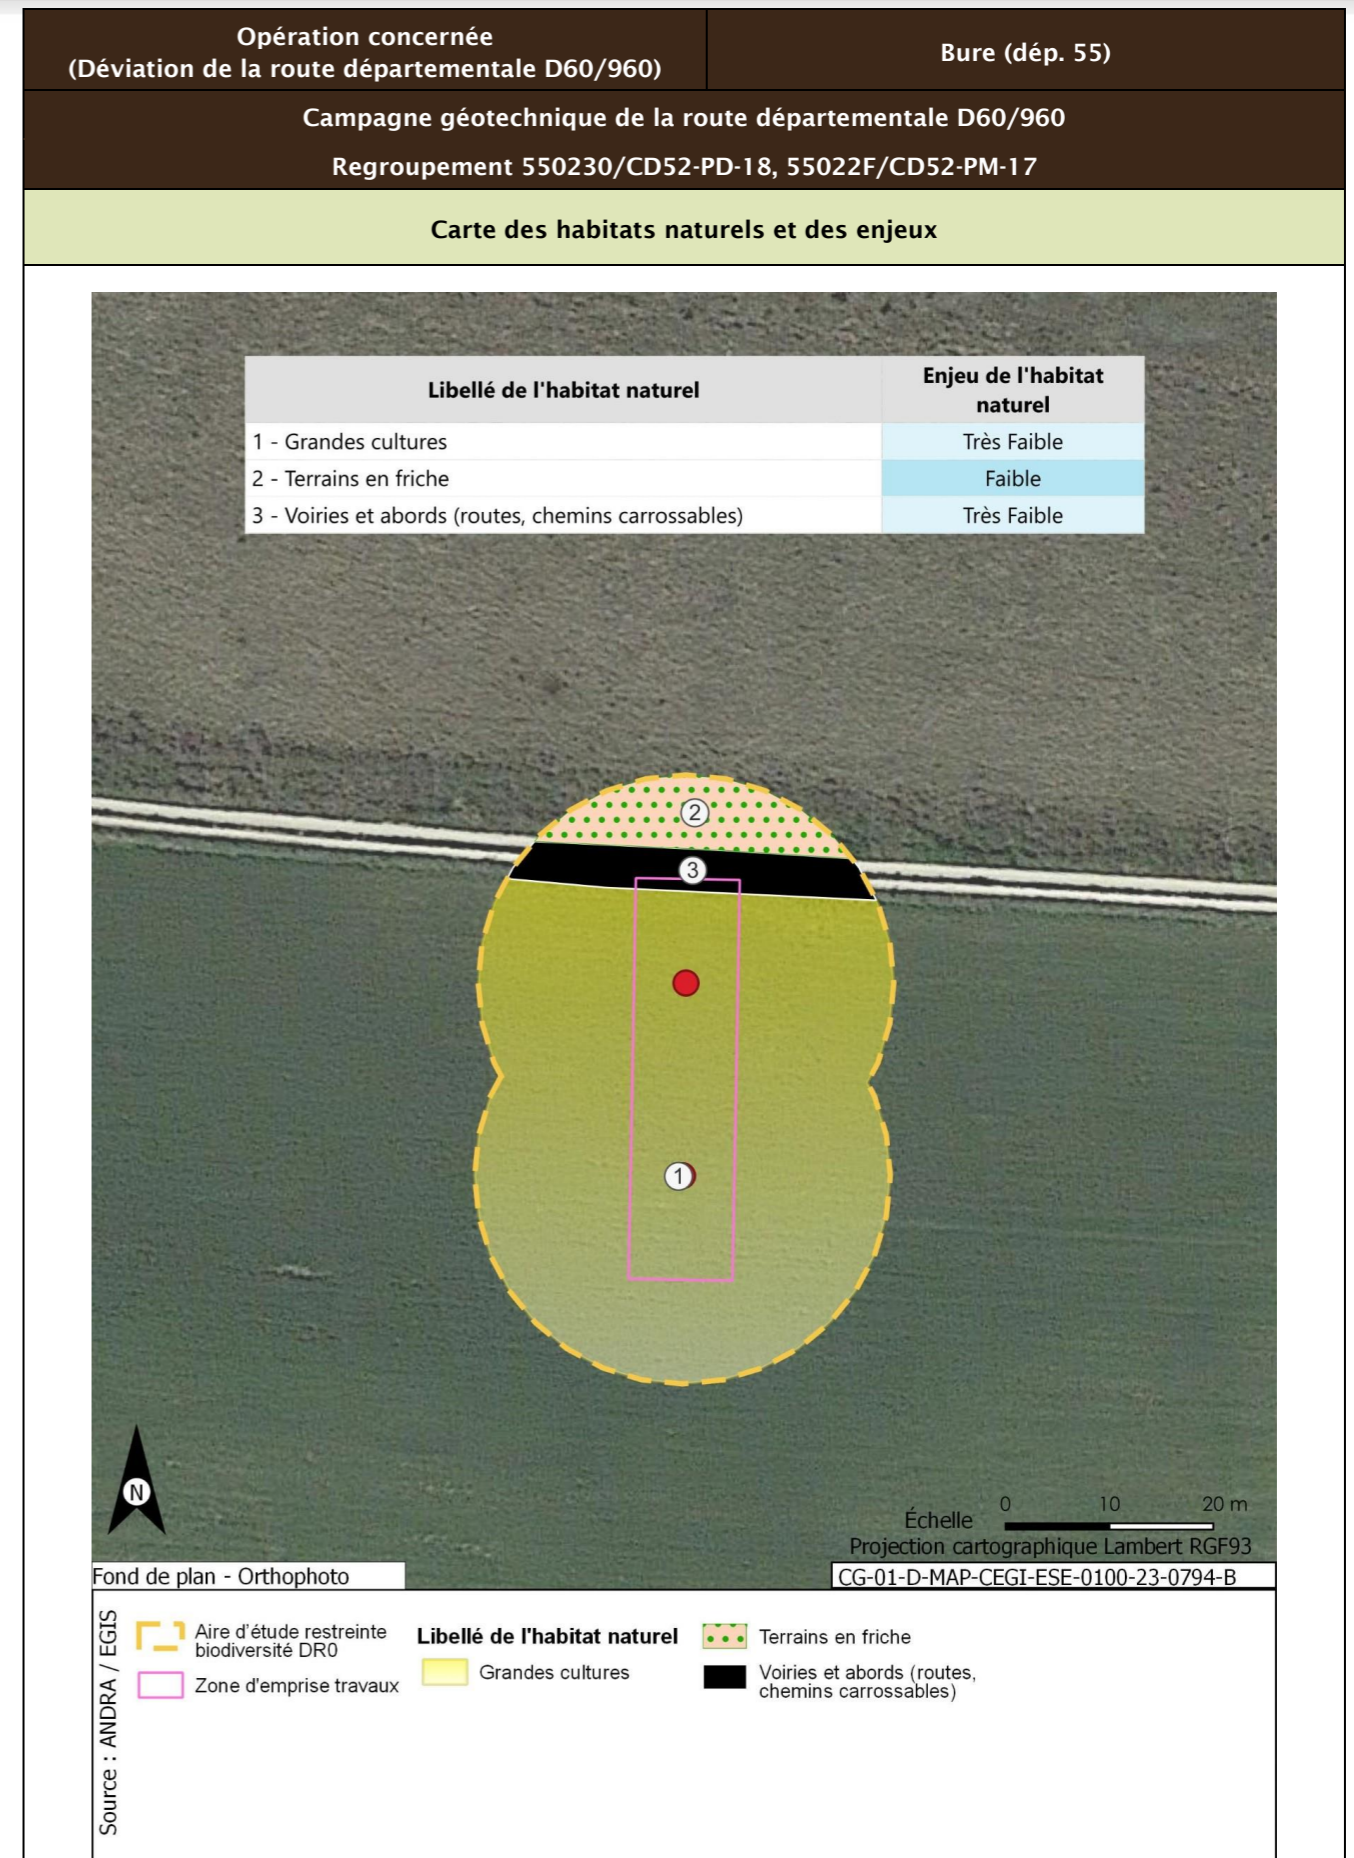 Opération concernée
(Déviation de la route départementale D60/960)
Bure (dép. 55)
Campagne géotechnique de la route départementale D60/960
Regroupement 550230/CD52-PD-18, 55022F/CD52-PM-17
Carte des habitats naturels et des enjeux
Libellé de l'habitat naturel
Enjeu de l'habitat
naturel
1 - Grandes cultures
Très Faible
2 - Terrains en friche
Faible
3 - Voiries et abords (routes, chemins carrossables)
Très Faible
2
3
1
N
Échelle
0 10 20 m
Projection cartographique Lambert RGF93
Fond de plan - Orthophoto
CG-01-D-MAP-CEGI-ESE-0100-23-0794-B
Source : ANDRA / EGIS
Aire d'étude restreinte
biodiversité DR0
Zone d'emprise travaux
Libellé de l'habitat naturel
Grandes cultures
Terrains en friche
Voiries et abords (routes,
chemins carrossables)